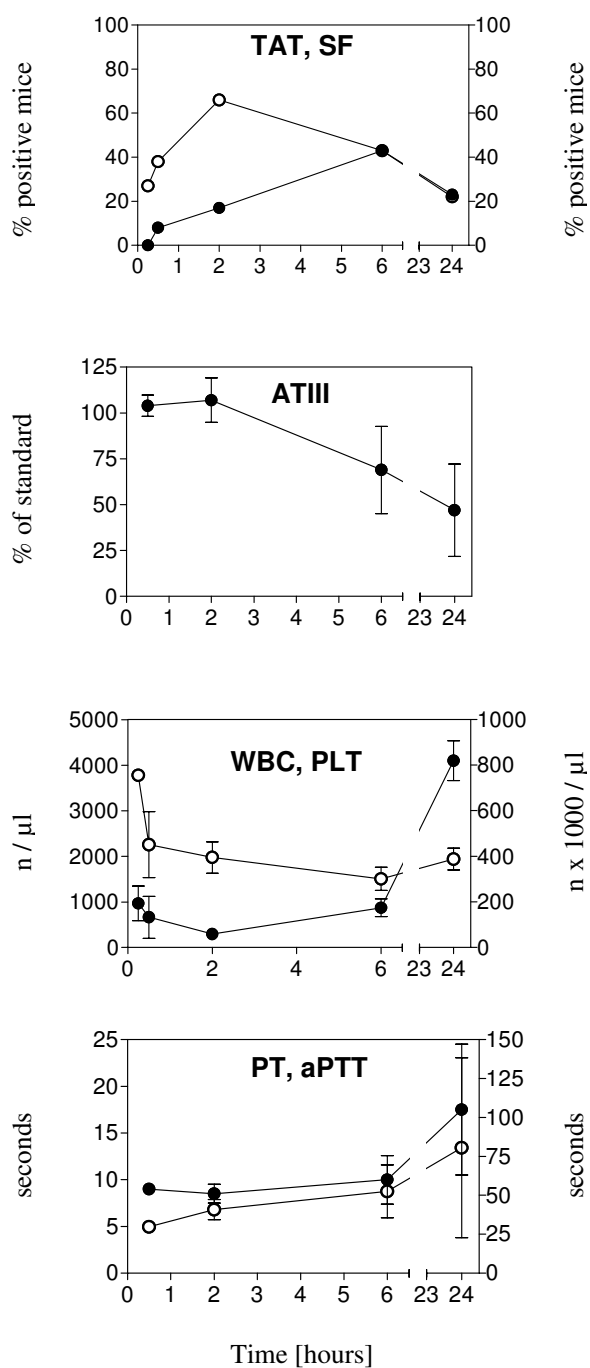 TAT, SF
% positive mice
100
80
60
40
20
0
100
80
60
40
20
0
% positive mice
0 1 2 3 4 5 6 23 24
ATIII
% of standard
125
100
75
50
25
0
0 1 2 3 4 5 6 23 24
WBC, PLT
n / µl
5000
4000
3000
2000
1000
0
1000
800
600
400
200
0
n x 1000 / µl
0 2 4 6 23 24
PT, aPTT
seconds
25
20
15
10
5
0
150
125
100
75
50
25
0
seconds
0 1 2 3 4 5 6 23 24
Time [hours]